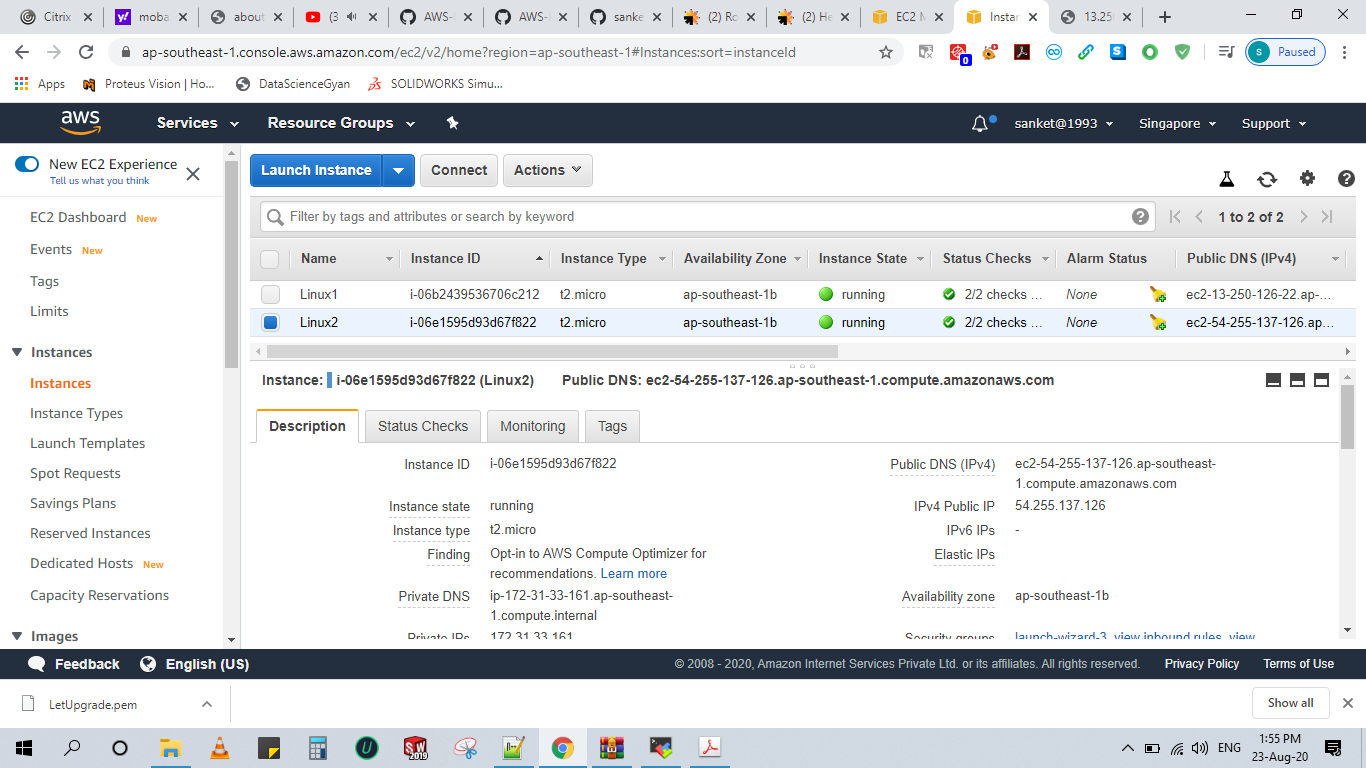 Citrix
moba
about
(3
AWS-
AWS-
sanke
(2) Ro
(2) He
EC2 M
Instar
13.25
ap-southeast-1.console.aws.amazon.com/ec2/v2/home?region=ap-southeast-1#Instances:sort=instanceId
0
S Paused
Apps
Proteus Vision | Ho...
DataScienceGyan
SOLIDWORKS Simu...
aws
Services
Resource Groups
sanket@1993
Singapore
Support
New EC2 Experience
Tell us what you think
EC2 Dashboard New
Events New
Tags
Limits
Instances
Instances
Instance Types
Launch Templates
Spot Requests
Savings Plans
Reserved Instances
Dedicated Hosts New
Capacity Reservations
Images
Launch Instance
Connect
Actions
Filter by tags and attributes or search by keyword
1 to 2 of 2
Name Instance ID Instance Type Availability Zone Instance State Status Checks Alarm Status Public DNS (IPv4)
Linux1 i-06b2439536706c212 t2.micro ap-southeast-1b running 2/2 checks ... None ec2-13-250-126-22.ap-...
Linux2 i-06e1595d93d67f822 t2.micro ap-southeast-1b running 2/2 checks ... None ec2-54-255-137-126.ap...
Instance: i-06e1595d93d67f822 (Linux2) Public DNS: ec2-54-255-137-126.ap-southeast-1.compute.amazonaws.com
Description
Status Checks
Monitoring
Tags
Instance ID i-06e1595d93d67f822
Instance state running
Instance type t2.micro
Finding Opt-in to AWS Compute Optimizer for
recommendations. Learn more
Private DNS ip-172-31-33-161.ap-southeast-
1.compute.internal
Private IPs 172.31.33.161
Public DNS (IPv4) ec2-54-255-137-126.ap-southeast-
1.compute.amazonaws.com
IPv4 Public IP 54.255.137.126
IPv6 IPs -
Elastic IPs
Availability zone ap-southeast-1b
Security groups launch-wizard-3. view inbound rules. view
Feedback
English (US)
© 2008 - 2020, Amazon Internet Services Private Ltd. or its affiliates. All rights reserved.
Privacy Policy
Terms of Use
LetUpgrade.pem
Show all
SW
2019
ENG
1:55 PM
23-Aug-20